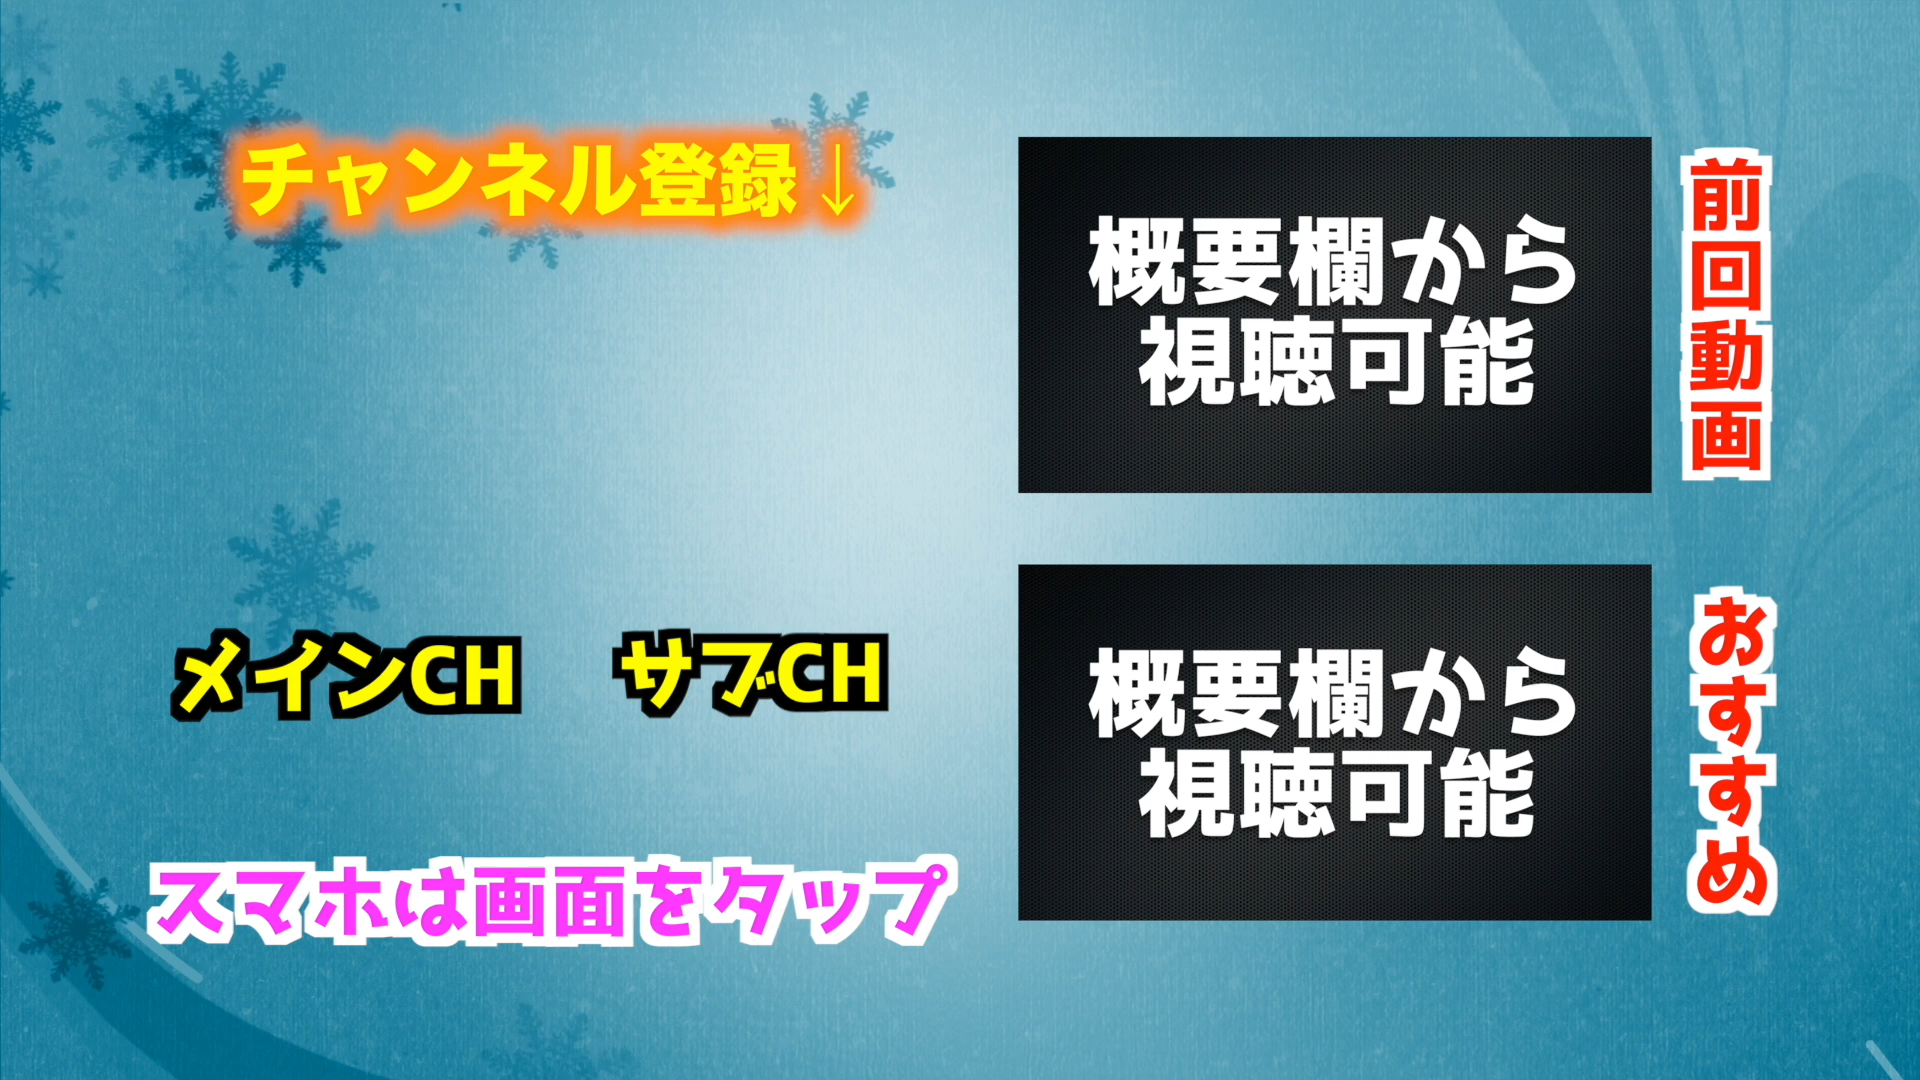 チャンネル登録↓
メインCH
サブCH
スマホは画面をタップ
概要欄から
視聴可能
前回動画
概要欄から
視聴可能
おすすめ